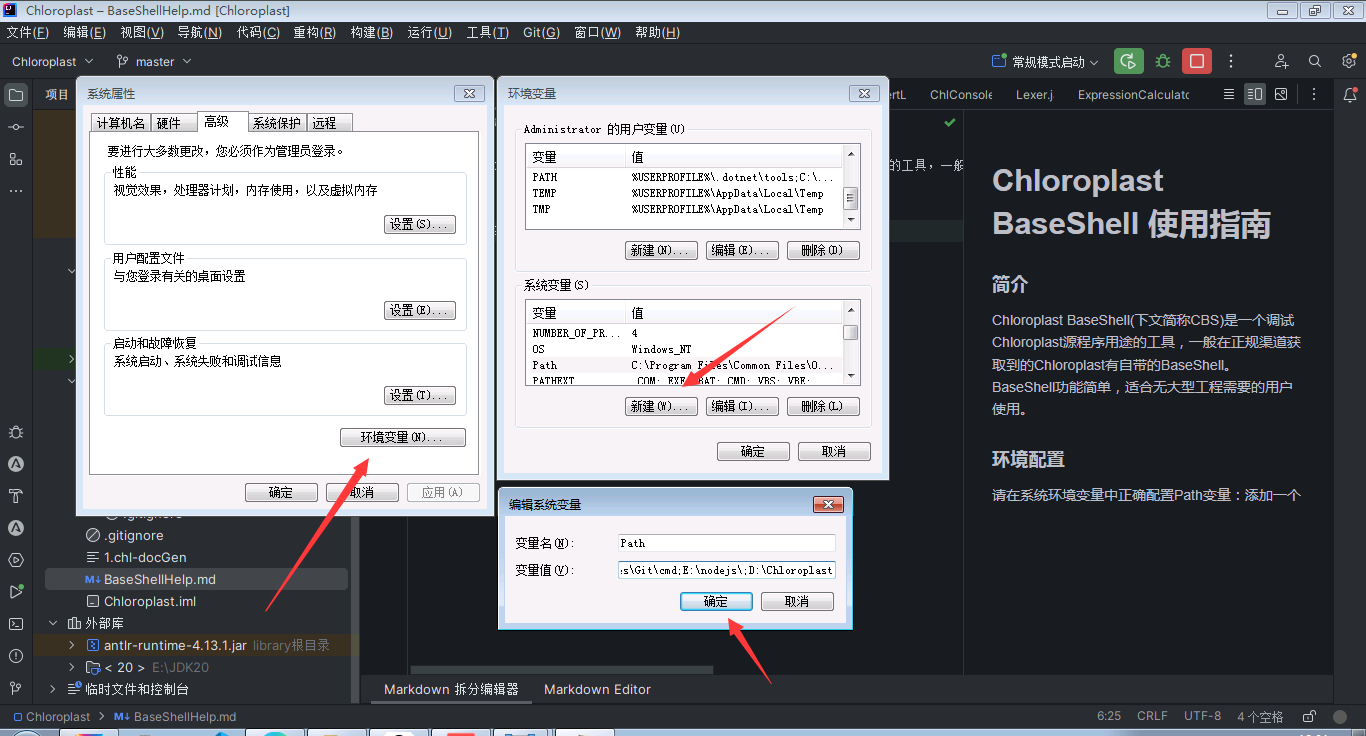 Chloroplast – BaseShellHelp.md [Chloroplast]
文件(F) 编辑(E) 视图(V) 导航(N) 代码(C) 重构(R) 构建(B) 运行(U) 工具(T) Git(G) 窗口(W) 帮助(H)
Chloroplast master 常规模式启动
项目
ChlConsole Lexer.j ExpressionCalculato
系统属性
计算机名 硬件 高级 系统保护 远程
要进行大多数更改，您必须作为管理员登录。
性能
视觉效果，处理器计划，内存使用，以及虚拟内存
设置(S)...
用户配置文件
与您登录有关的桌面设置
设置(E)...
启动和故障恢复
系统启动、系统失败和调试信息
设置(T)...
环境变量(N)...
确定 取消 应用(A)
环境变量
Administrator 的用户变量(U)
变量 值
PATH %USERPROFILE%\.dotnet\tools;C:\...
TEMP %USERPROFILE%\AppData\Local\Temp
TMP %USERPROFILE%\AppData\Local\Temp
新建(N)... 编辑(E)... 删除(D)
系统变量(S)
变量 值
NUMBER_OF_PR... 4
OS Windows_NT
Path C:\Program Files\Common Files\O...
PATHEXT .COM;.EXE;.BAT;.CMD;.VBS;.VBE;
新建(W)... 编辑(I)... 删除(L)
确定 取消
编辑系统变量
变量名(N): Path
变量值(V): :s\Git\cmd;E:\nodejs\;D:\Chloroplast
确定 取消
的工具，一般
Chloroplast
BaseShell 使用指南
简介
Chloroplast BaseShell(下文简称CBS)是一个调试
Chloroplast源程序用途的工具，一般在正规渠道获
取到的Chloroplast有自带的BaseShell。
BaseShell功能简单，适合无大型工程需要的用户
使用。
环境配置
请在系统环境变量中正确配置Path变量：添加一个
.gitignore
.gitignore
1.chl-docGen
BaseShellHelp.md
Chloroplast.iml
外部库
antlr-runtime-4.13.1.jar library根目录
< 20 > E:\JDK20
临时文件和控制台
Markdown 拆分编辑器 Markdown Editor
Chloroplast BaseShellHelp.md 6:25 CRLF UTF-8 4 个空格